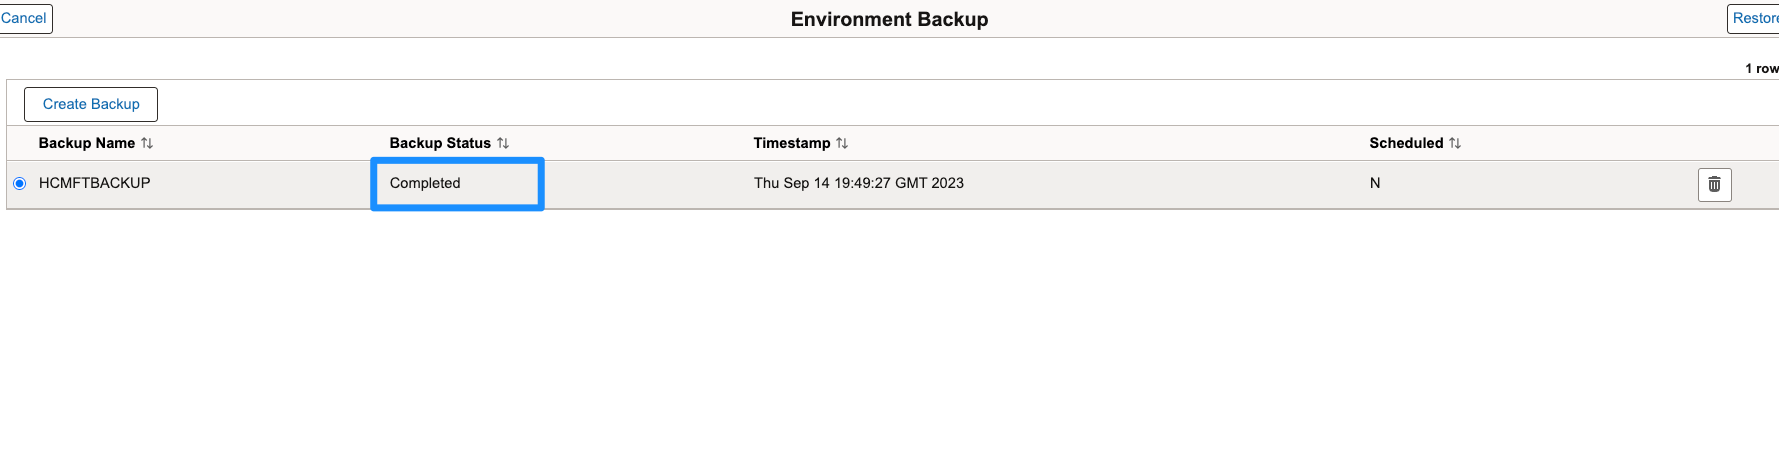 Cancel
Environment Backup
Restore
1 row
Create Backup
Backup Name
Backup Status
Timestamp
Scheduled
HCMFTBACKUP
Completed
Thu Sep 14 19:49:27 GMT 2023
N